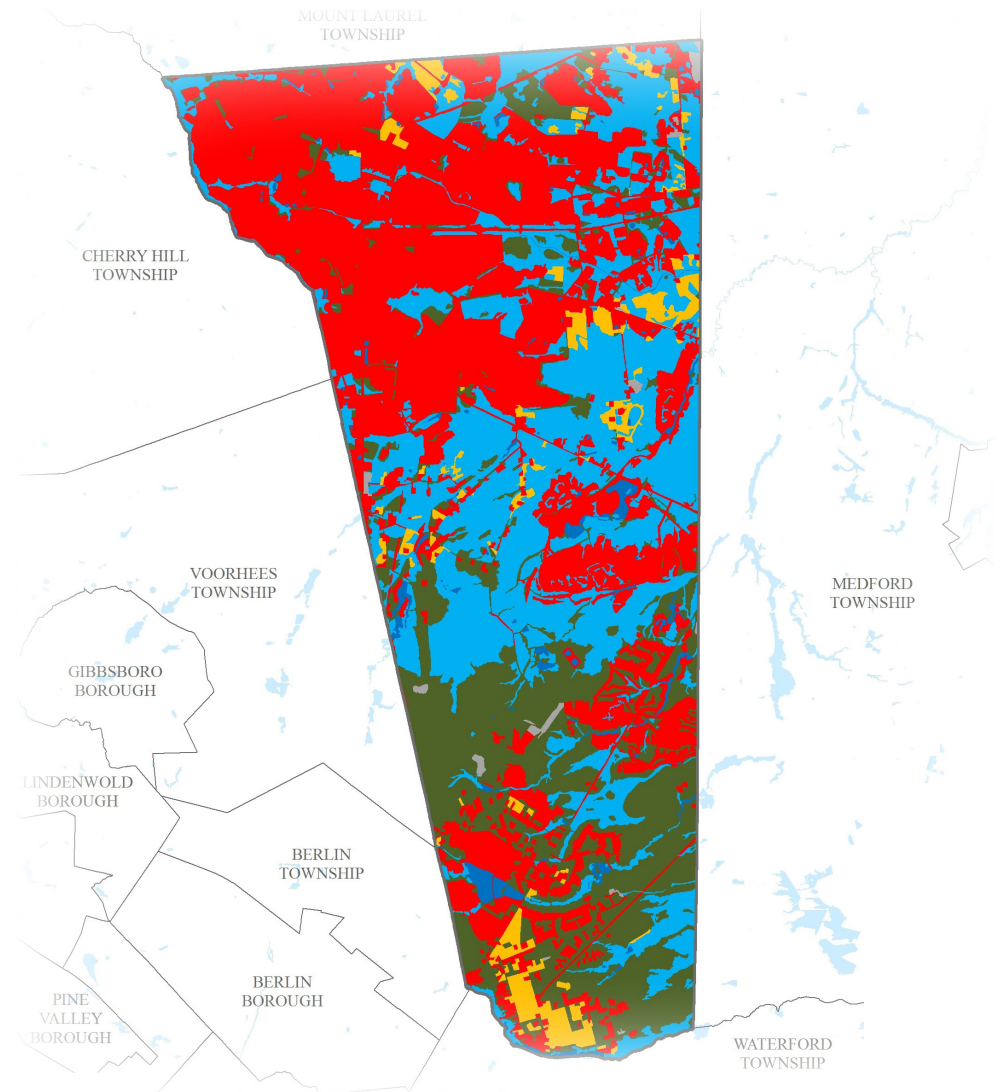 MOUNT LAUREL
TOWNSHIP
CHERRY HILL
TOWNSHIP
VOORHEES
TOWNSHIP
MEDFORD
TOWNSHIP
GIBBSBORO
BOROUGH
LINDENWOLD
BOROUGH
BERLIN
TOWNSHIP
BERLIN
BOROUGH
PINE
VALLEY
BOROUGH
WATERFORD
TOWNSHIP